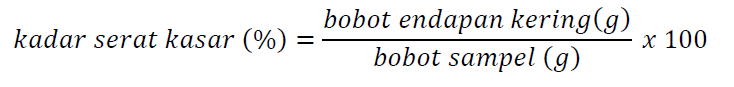 kadar serat kasar (%) = bobot endapan kering(g) / bobot sampel (g) x 100